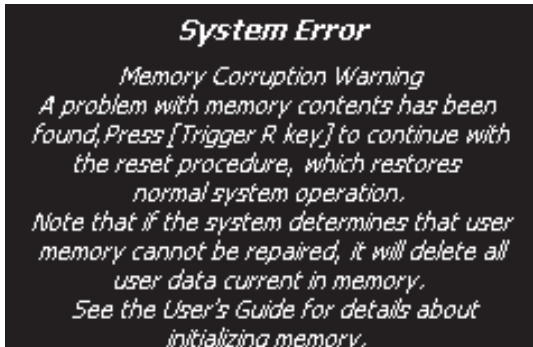 System Error
Memory Corruption Warning
A problem with memory contents has been
found,Press [Trigger R key] to continue with
the reset procedure, which restores
normal system operation.
Note that if the system determines that user
memory cannot be repaired, it will delete all
user data current in memory.
See the User's Guide for details about
initializing memory.